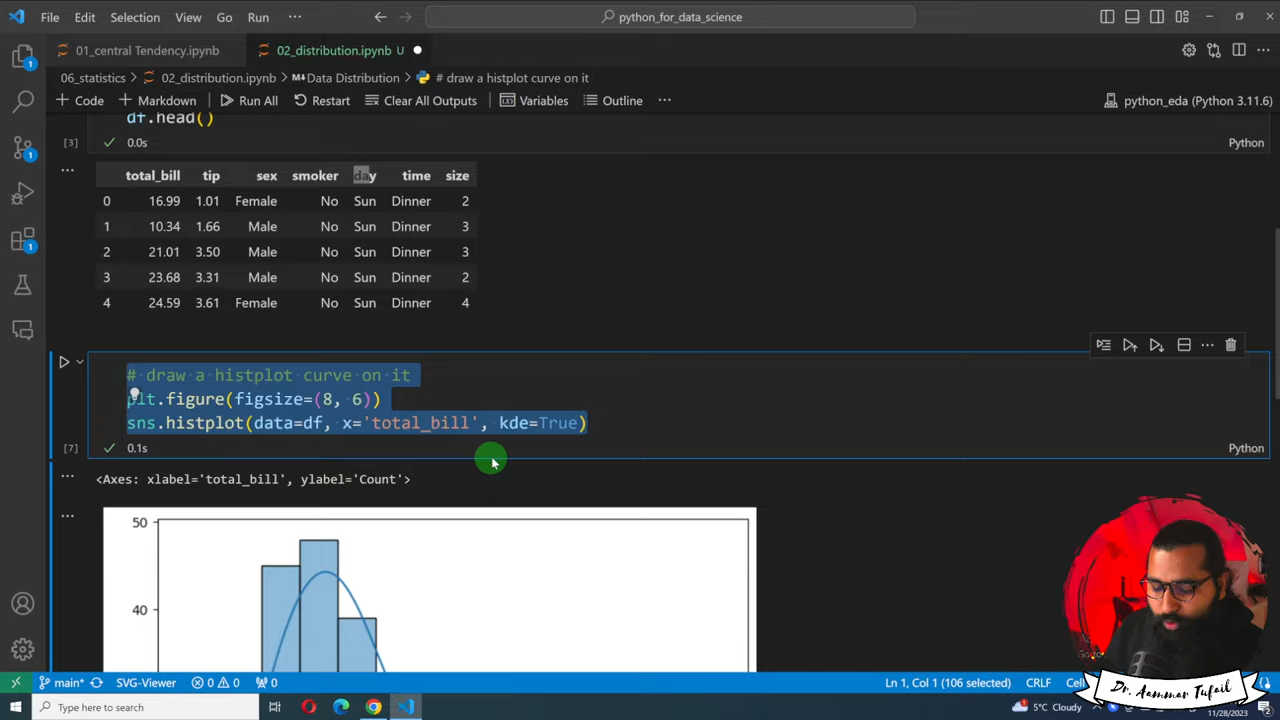 File Edit Selection View Go Run ··· python_for_data_science
01_central Tendency.ipynb 02_distribution.ipynb U
06_statistics > 02_distribution.ipynb > Data Distribution > # draw a histplot curve on it
+ Code + Markdown Run All Restart Clear All Outputs Variables Outline ··· python_eda (Python 3.11.6)
df.head()
[3] 0.0s Python
total_bill tip sex smoker day time size
0 16.99 1.01 Female No Sun Dinner 2
1 10.34 1.66 Male No Sun Dinner 3
2 21.01 3.50 Male No Sun Dinner 3
3 23.68 3.31 Male No Sun Dinner 2
4 24.59 3.61 Female No Sun Dinner 4
# draw a histplot curve on it
plt.figure(figsize=(8, 6))
sns.histplot(data=df, x='total_bill', kde=True)
[7] 0.1s Python
<Axes: xlabel='total_bill', ylabel='Count'>
50
40
main* SVG-Viewer 0 0 0 Ln 1, Col 1 (106 selected) CRLF Cell
Dr. Aammar Tufail
Type here to search 5°C Cloudy 11/28/2023 2